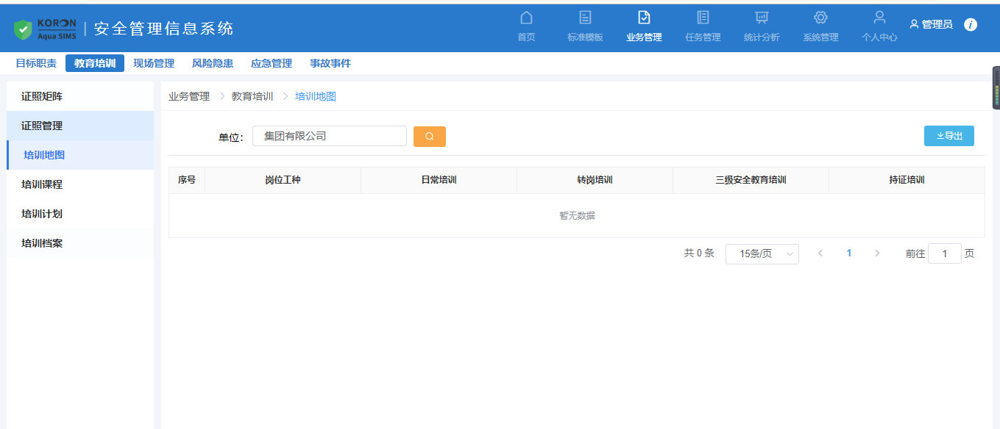 KORON
Aqua SIMS
安全管理信息系统
首页 标准模板 业务管理 任务管理 统计分析 系统管理 个人中心 管理员 i
目标职责 教育培训 现场管理 风险隐患 应急管理 事故事件
证照矩阵
证照管理
培训地图
培训课程
培训计划
培训档案
业务管理 > 教育培训 > 培训地图
单位： 集团有限公司 导出
序号 岗位工种 日常培训 转岗培训 三级安全教育培训 持证培训
暂无数据
共 0 条 15条/页 < 1 > 前往 1 页